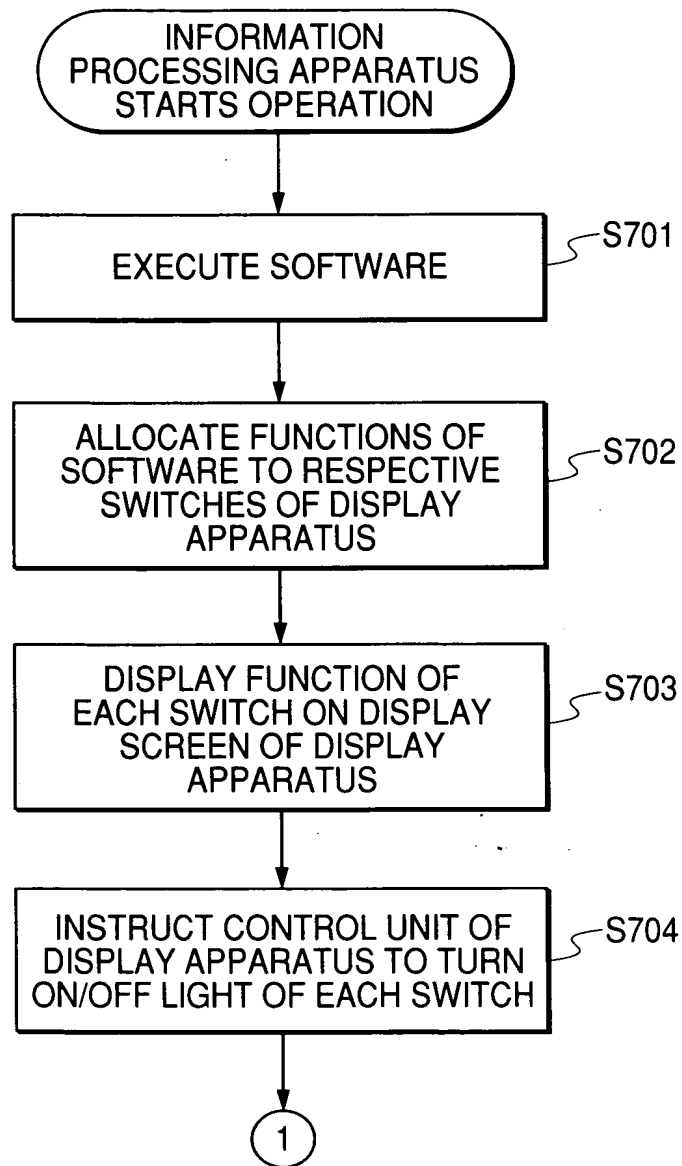 INFORMATION
PROCESSING APPARATUS
STARTS OPERATION
EXECUTE SOFTWARE
S701
ALLOCATE FUNCTIONS OF
SOFTWARE TO RESPECTIVE
SWITCHES OF DISPLAY
APPARATUS
S702
DISPLAY FUNCTION OF
EACH SWITCH ON DISPLAY
SCREEN OF DISPLAY
APPARATUS
S703
INSTRUCT CONTROL UNIT OF
DISPLAY APPARATUS TO TURN
ON/OFF LIGHT OF EACH SWITCH
S704
1